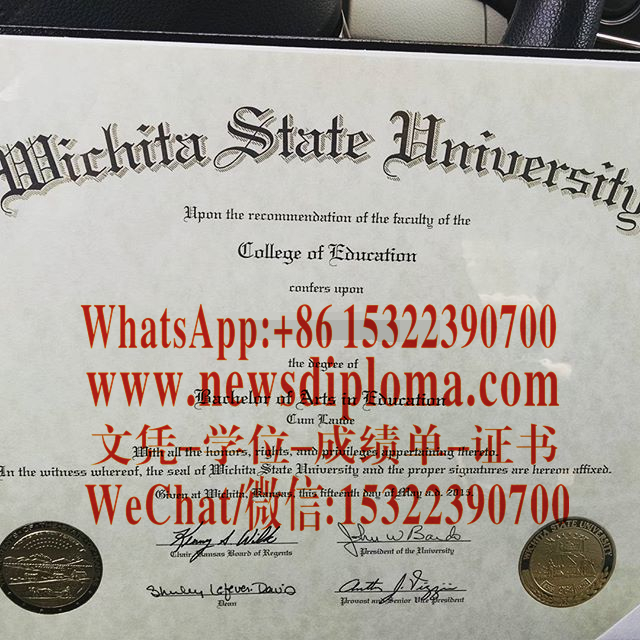 Wichita State University
Upon the recommendation of the faculty of the
College of Education
confers upon
WhatsApp:+86 15322390700
the degree of
www.newsdiploma.com
Bachelor of Arts in Education
Cum Laude
文凭-学位-成绩单-证书
With all the honors, rights, and privileges appertaining thereto.
In the witness whereof, the seal of Wichita State University and the proper signatures are hereon affixed.
Given at Wichita, Kansas, this fifteenth day of May a.d. 2015.
WeChat/微信:15322390700
Chair, Kansas Board of Regents
President of the University
WICHITA STATE UNIVERSITY
Shirley Lefever-Davis
Dean
Provost and Senior Vice President